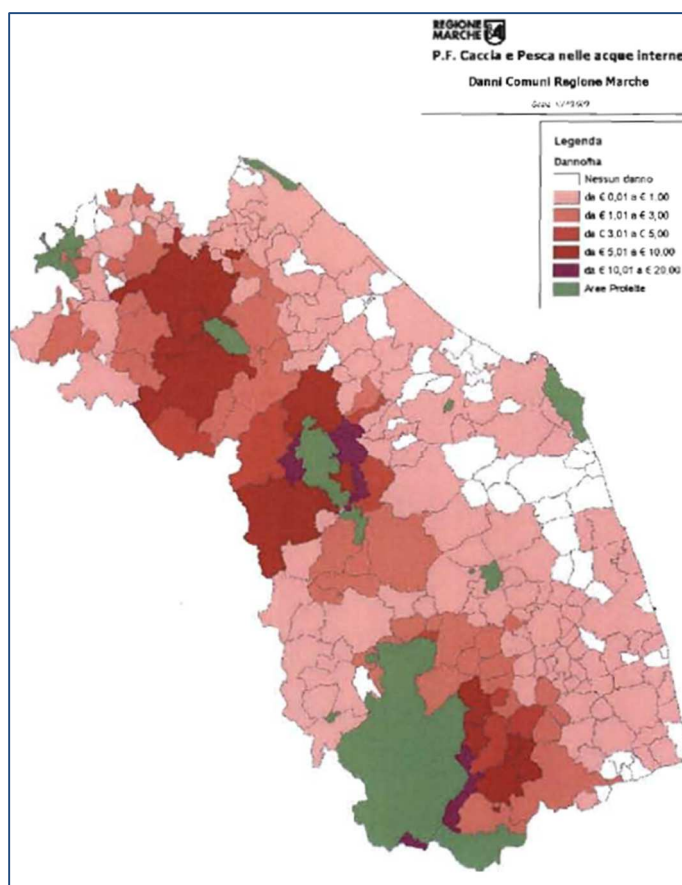 REGIONE
MARCHE
P.F. Caccia e Pesca nelle acque interne
Danni Comuni Regione Marche
Legenda
Danno/ha
Nessun danno
da € 0,01 a € 1,00
da € 1,01 a € 3,00
da € 3,01 a € 5,00
da € 5,01 a € 10,00
da € 10,01 a € 20,00
Aree Protette